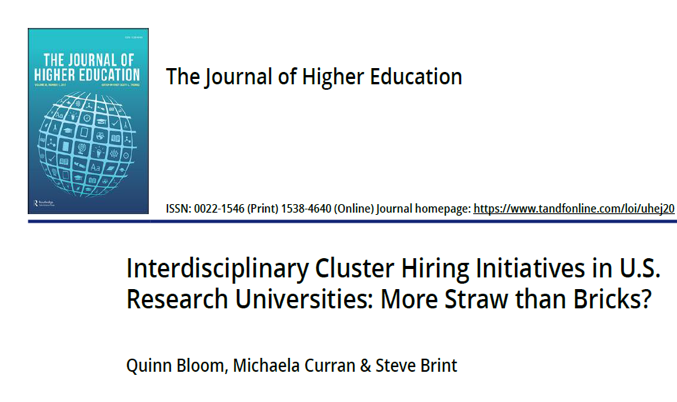 THE JOURNAL OF
HIGHER EDUCATION
The Journal of Higher Education
Routledge
ISSN: 0022-1546 (Print) 1538-4640 (Online) Journal homepage: https://www.tandfonline.com/loi/uhej20
Interdisciplinary Cluster Hiring Initiatives in U.S.
Research Universities: More Straw than Bricks?
Quinn Bloom, Michaela Curran & Steve Brint